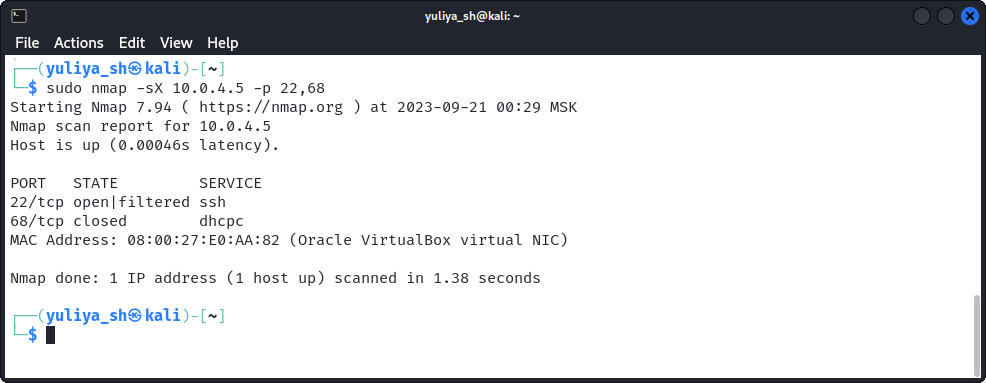 yuliya_sh@kali: ~
File Actions Edit View Help
┌──(yuliya_sh㉿kali)-[~]
└─$ sudo nmap -sX 10.0.4.5 -p 22,68
Starting Nmap 7.94 ( https://nmap.org ) at 2023-09-21 00:29 MSK
Nmap scan report for 10.0.4.5
Host is up (0.00046s latency).
PORT   STATE         SERVICE
22/tcp open|filtered ssh
68/tcp closed        dhcpc
MAC Address: 08:00:27:E0:AA:82 (Oracle VirtualBox virtual NIC)
Nmap done: 1 IP address (1 host up) scanned in 1.38 seconds
┌──(yuliya_sh㉿kali)-[~]
└─$